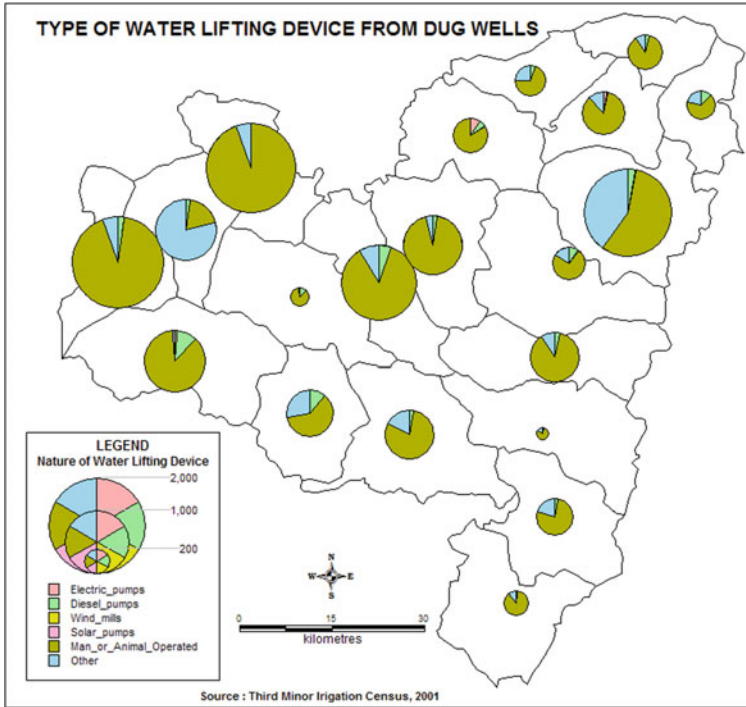 TYPE OF WATER LIFTING DEVICE FROM DUG WELLS
LEGEND
Nature of Water Lifting Device
2,000
1,000
200
Electric_pumps
Diesel_pumps
Wind_mills
Solar_pumps
Man_or_Animal_Operated
Other
N
W E
S
0 15 30
kilometres
Source : Third Minor Irigation Census, 2001